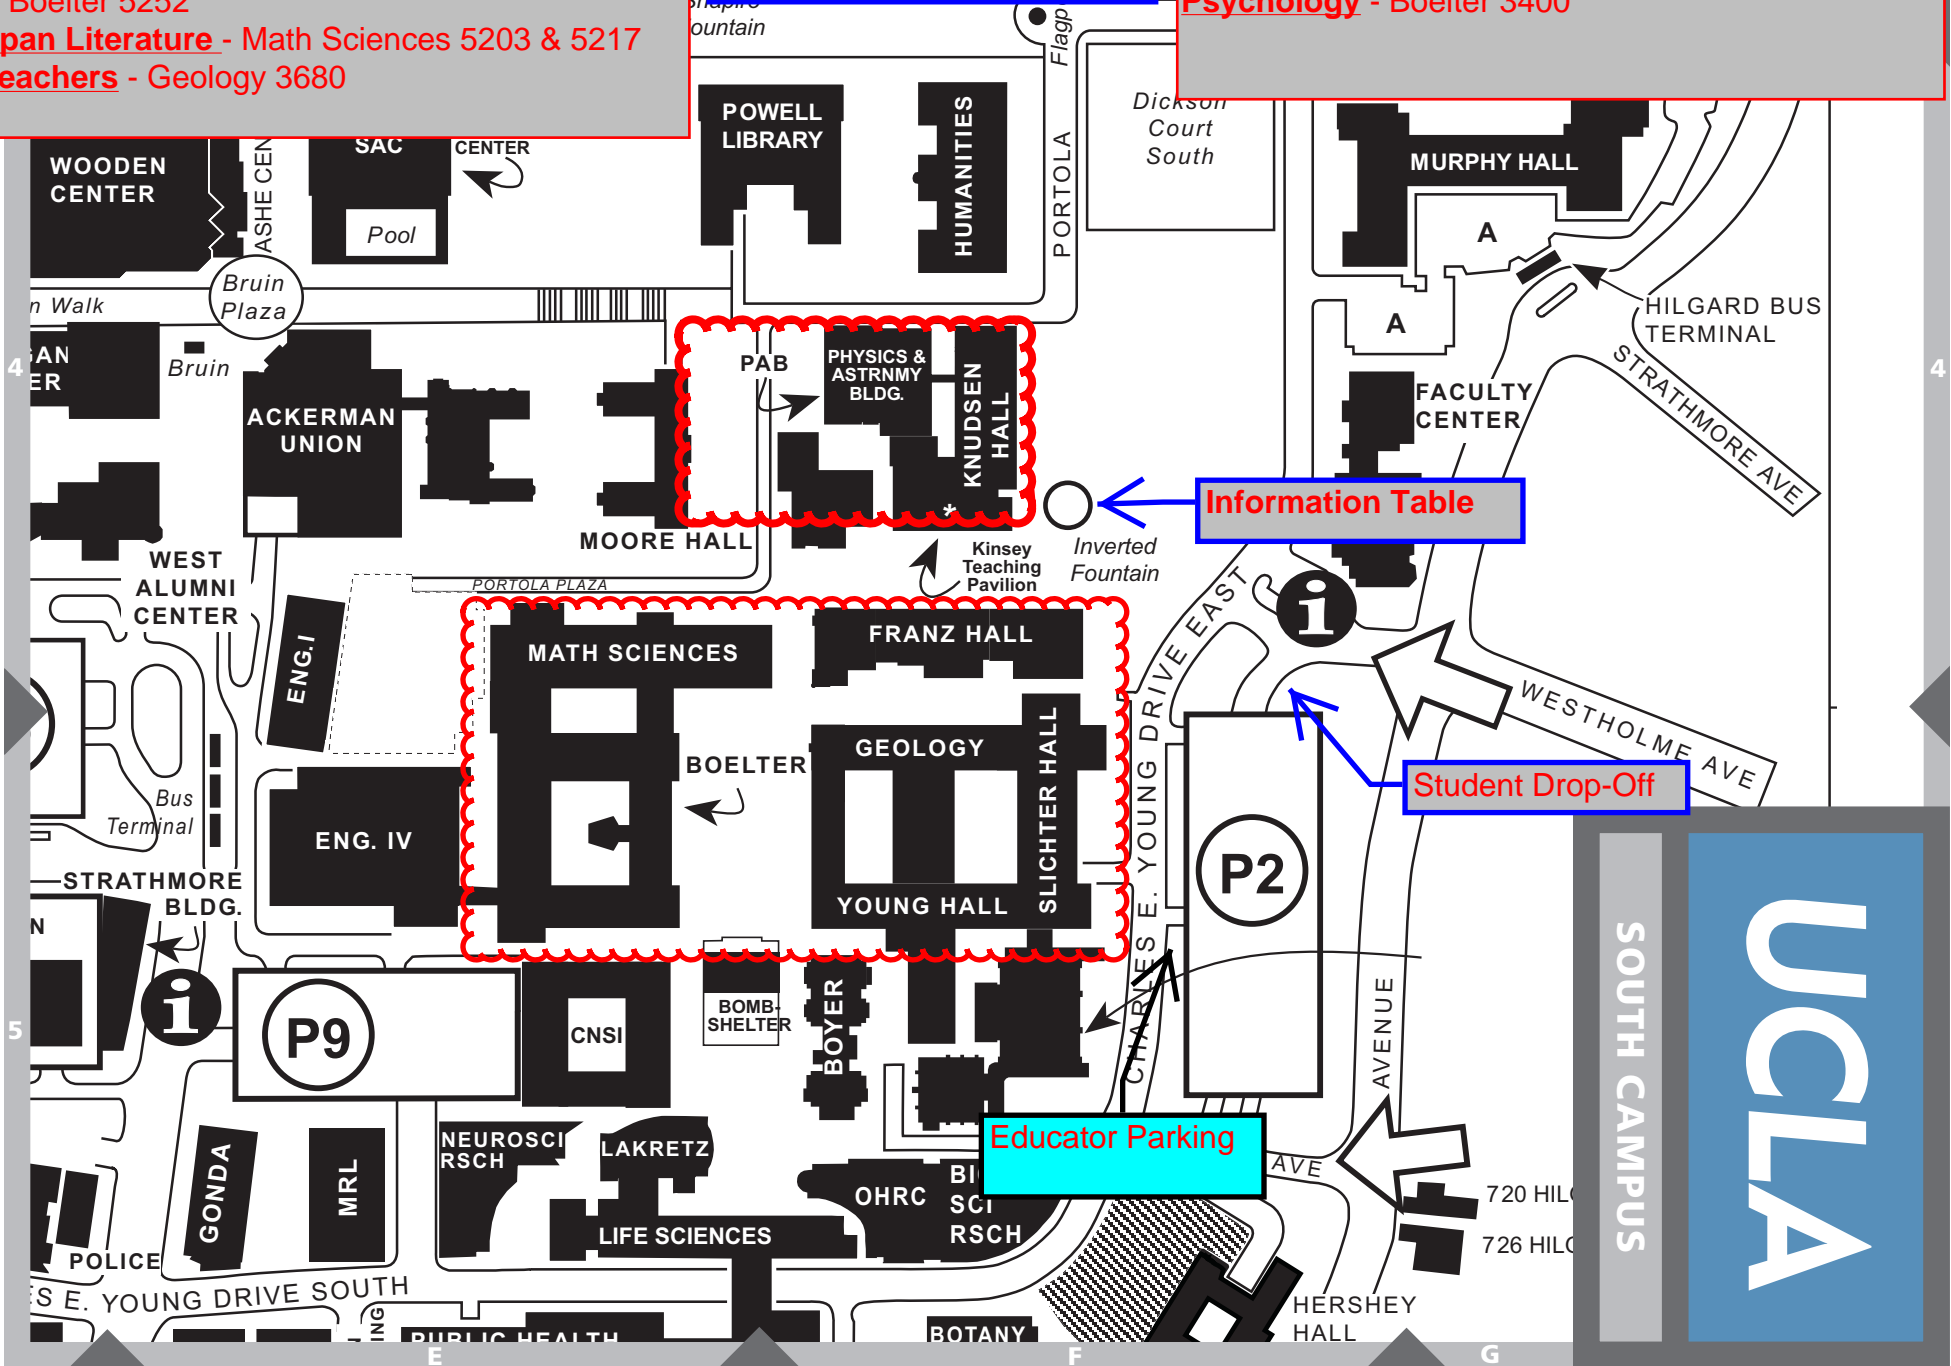 Boelter 5252
pan Literature - Math Sciences 5203 & 5217
eachers - Geology 3680
Psychology - Boelter 3400
Shapiro
ountain
Flagp
WOODEN
CENTER
ASHE CEN
SAC
CENTER
Pool
POWELL
LIBRARY
HUMANITIES
PORTOLA
Dickson
Court
South
MURPHY HALL
A
A
HILGARD BUS
TERMINAL
STRATHMORE AVE
n Walk
Bruin
Plaza
4
4
GAN
ER
Bruin
ACKERMAN
UNION
PAB
PHYSICS &
ASTRNMY
BLDG.
KNUDSEN
HALL
*
FACULTY
CENTER
Information Table
MOORE HALL
Kinsey
Teaching
Pavilion
Inverted
Fountain
WEST
ALUMNI
CENTER
PORTOLA PLAZA
ENG.I
MATH SCIENCES
FRANZ HALL
i
WESTHOLME AVE
CHARLES E. YOUNG DRIVE EAST
GEOLOGY
BOELTER
SLICHTER HALL
Student Drop-Off
Bus
Terminal
ENG. IV
P2
STRATHMORE
BLDG.
YOUNG HALL
N
i
P9
CNSI
BOMB-
SHELTER
BOYER
AVENUE
5
Educator Parking
AVE
NEUROSCI
RSCH
LAKRETZ
GONDA
MRL
OHRC
BI
SCI
RSCH
720 HIL
726 HIL
LIFE SCIENCES
POLICE
ES E. YOUNG DRIVE SOUTH
ING
PUBLIC HEALTH
BOTANY
HERSHEY
HALL
SOUTH CAMPUS
UCLA
E
F
G